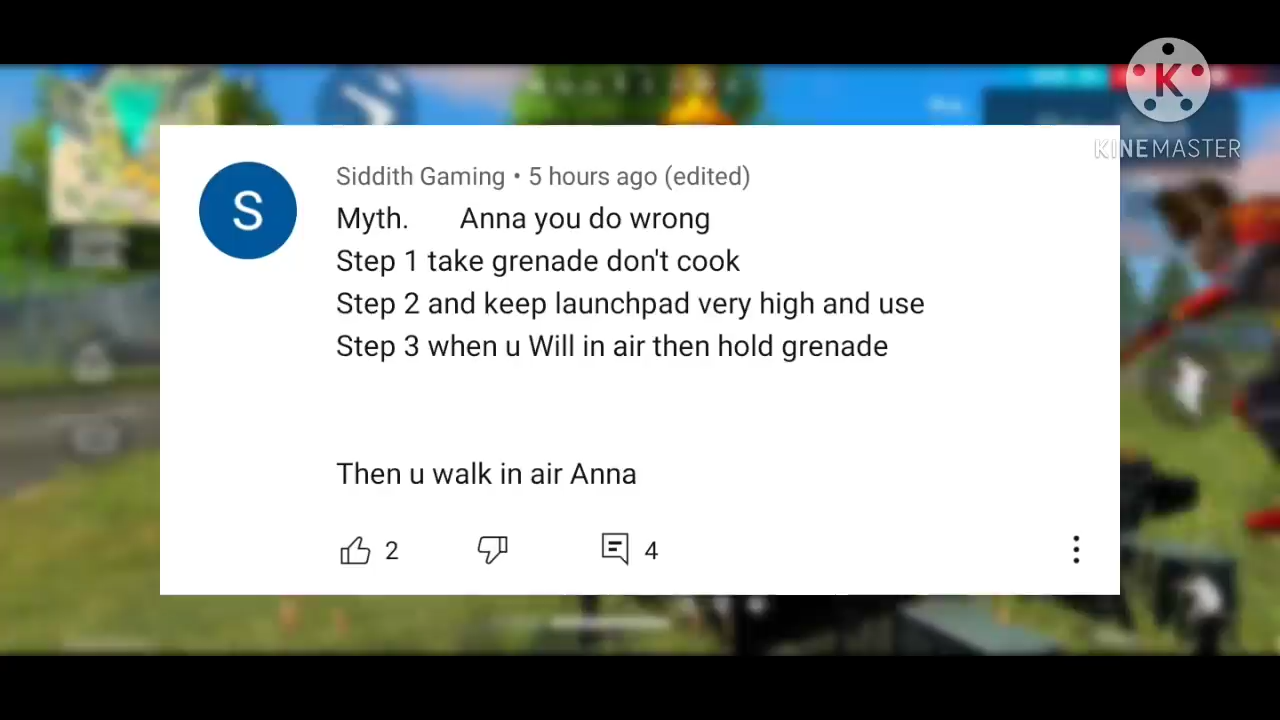 Siddith Gaming • 5 hours ago (edited)
Myth. Anna you do wrong
Step 1 take grenade don't cook
Step 2 and keep launchpad very high and use
Step 3 when u Will in air then hold grenade
Then u walk in air Anna
2
4
S
K
KINEMASTER